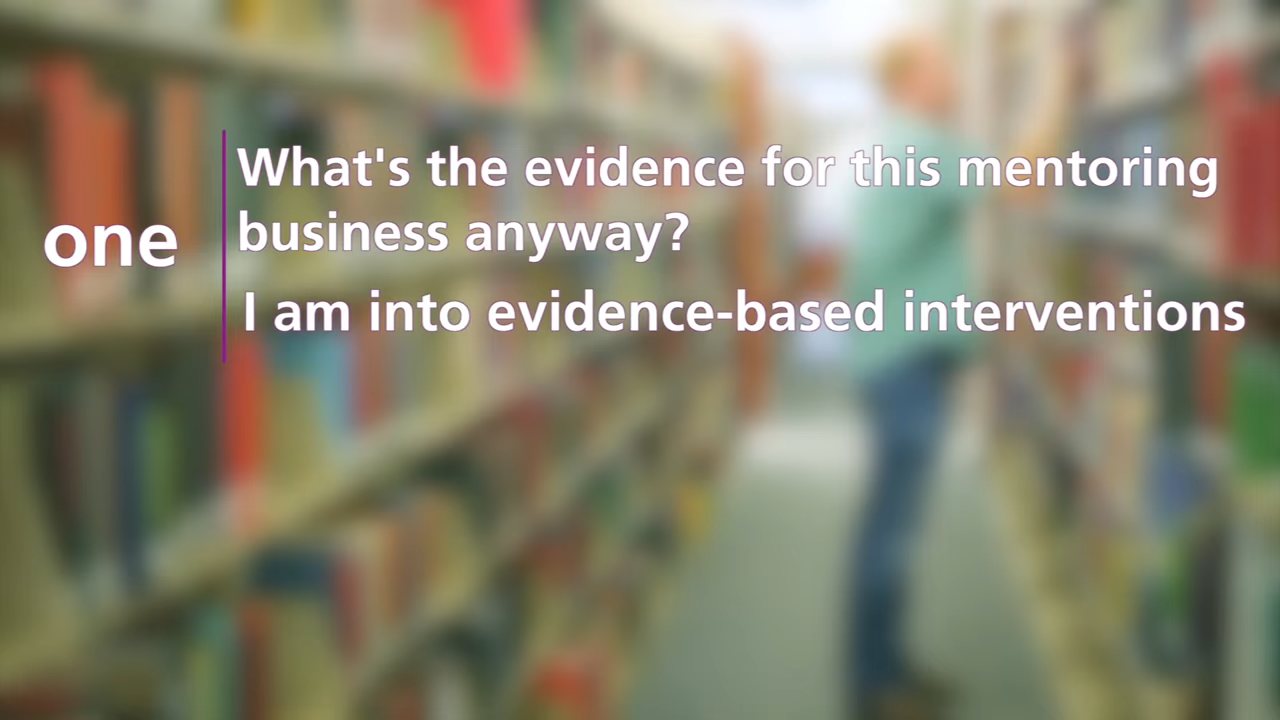 one
What's the evidence for this mentoring
business anyway?
I am into evidence-based interventions